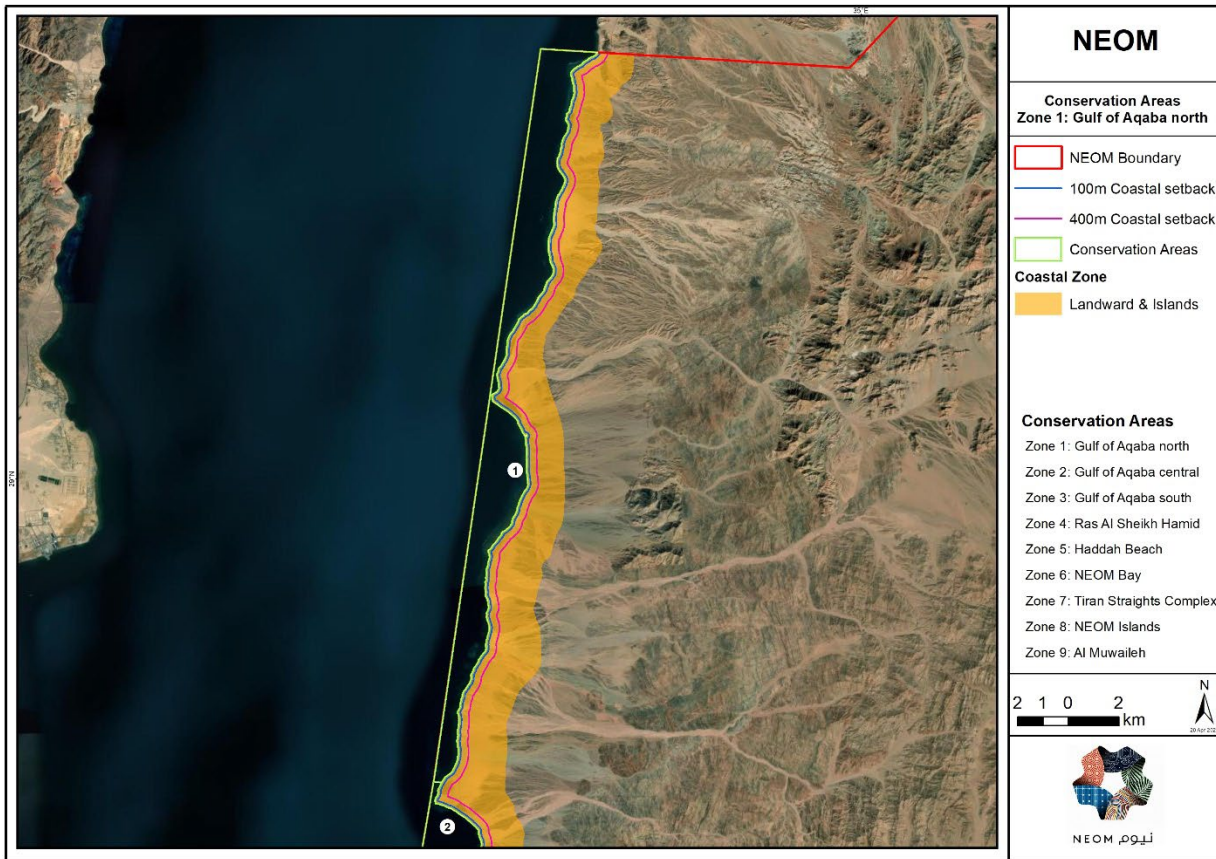 35°E
29°N
1
2
NEOM
Conservation Areas
Zone 1: Gulf of Aqaba north
NEOM Boundary
100m Coastal setback
400m Coastal setback
Conservation Areas
Coastal Zone
Landward & Islands
Conservation Areas
Zone 1: Gulf of Aqaba north
Zone 2: Gulf of Aqaba central
Zone 3: Gulf of Aqaba south
Zone 4: Ras Al Sheikh Hamid
Zone 5: Haddah Beach
Zone 6: NEOM Bay
Zone 7: Tiran Straights Complex
Zone 8: NEOM Islands
Zone 9: Al Muwaileh
2 1 0 2
km
N
20 Apr
NEOM نيوم